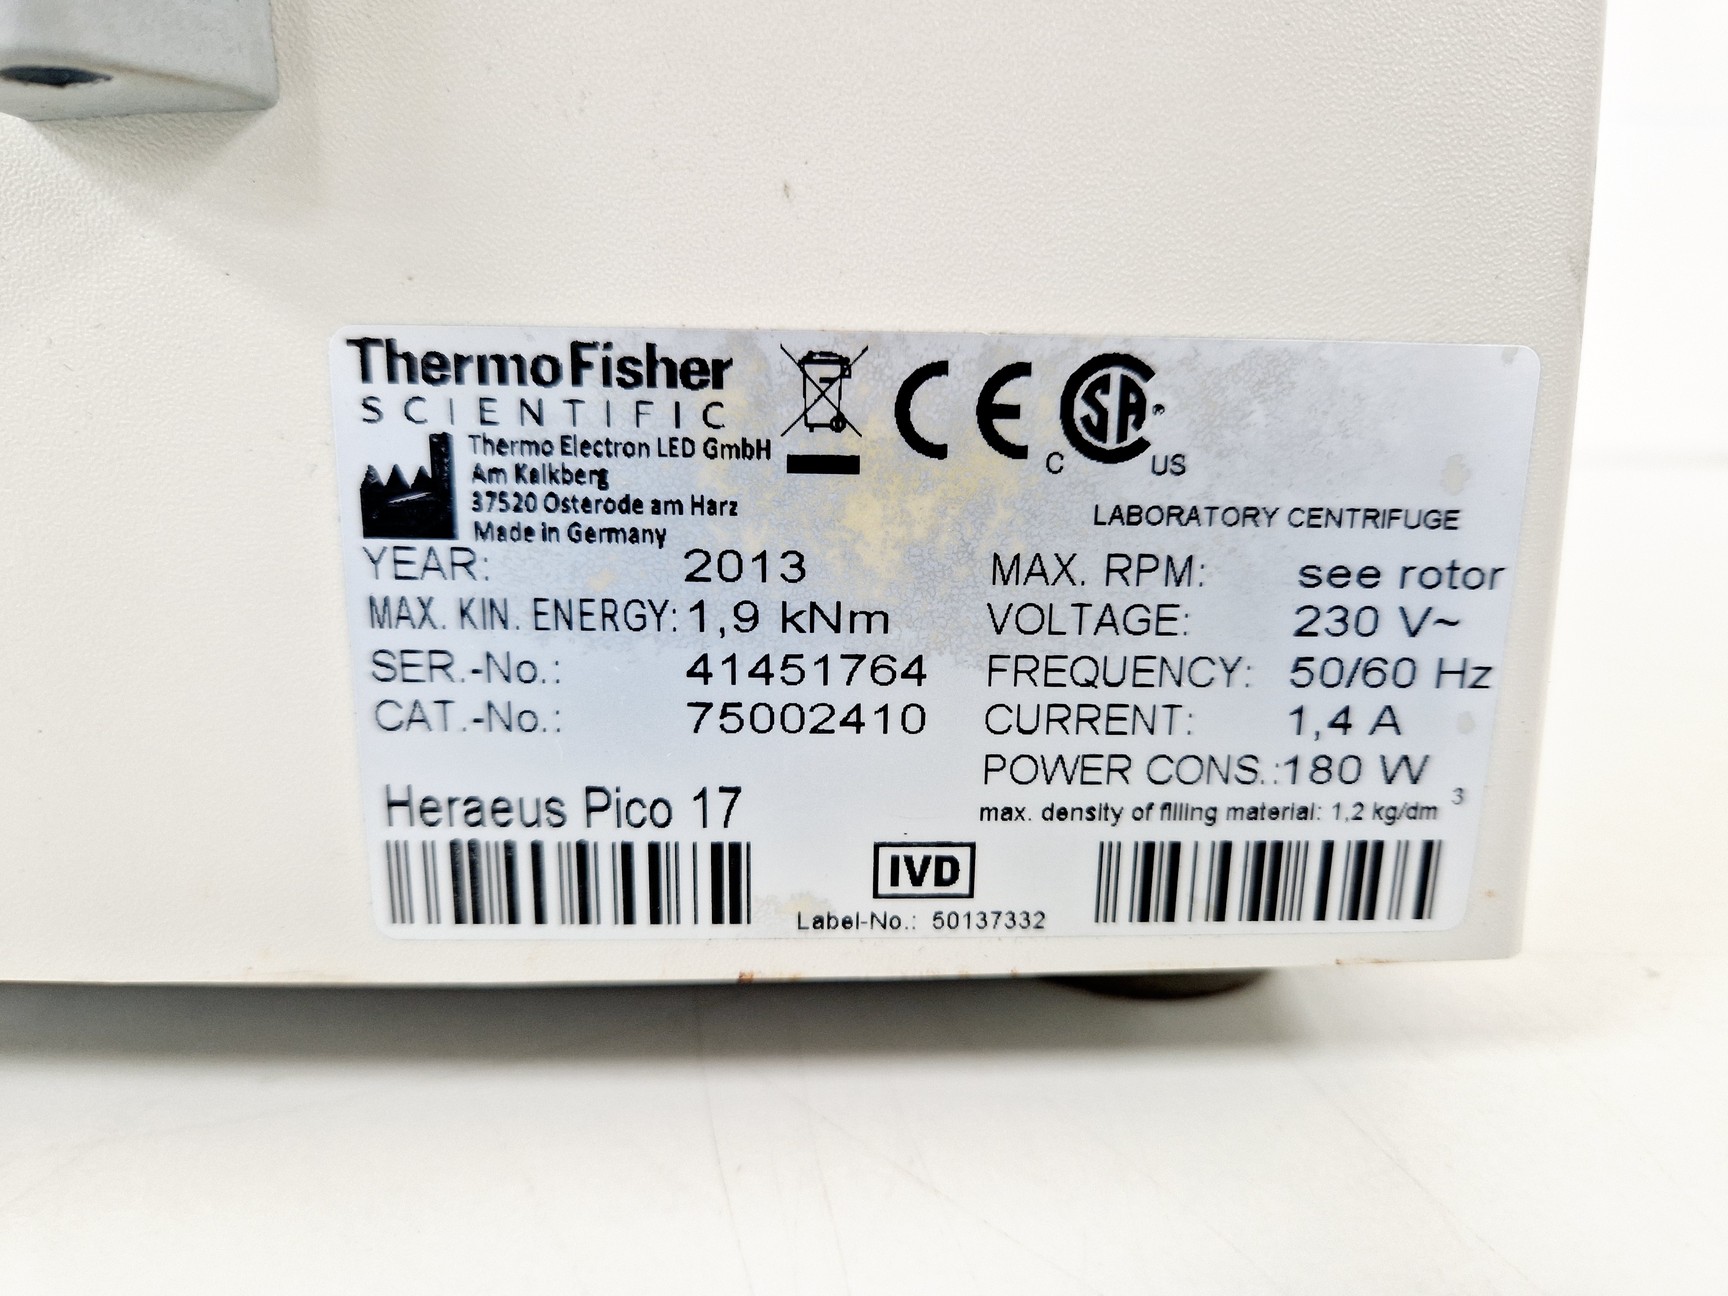 ThermoFisher
SCIENTIFIC
Thermo Electron LED GmbH
Am Kalkberg
37520 Osterode am Harz
Made in Germany
CE
C SA® US
LABORATORY CENTRIFUGE
YEAR: 2013
MAX. KIN. ENERGY: 1,9 kNm
SER.-No.: 41451764
CAT.-No.: 75002410
MAX. RPM: see rotor
VOLTAGE: 230 V~
FREQUENCY: 50/60 Hz
CURRENT: 1,4 A
POWER CONS.: 180 W
max. density of filling material: 1,2 kg/dm³
Heraeus Pico 17
IVD
Label-No.: 50137332